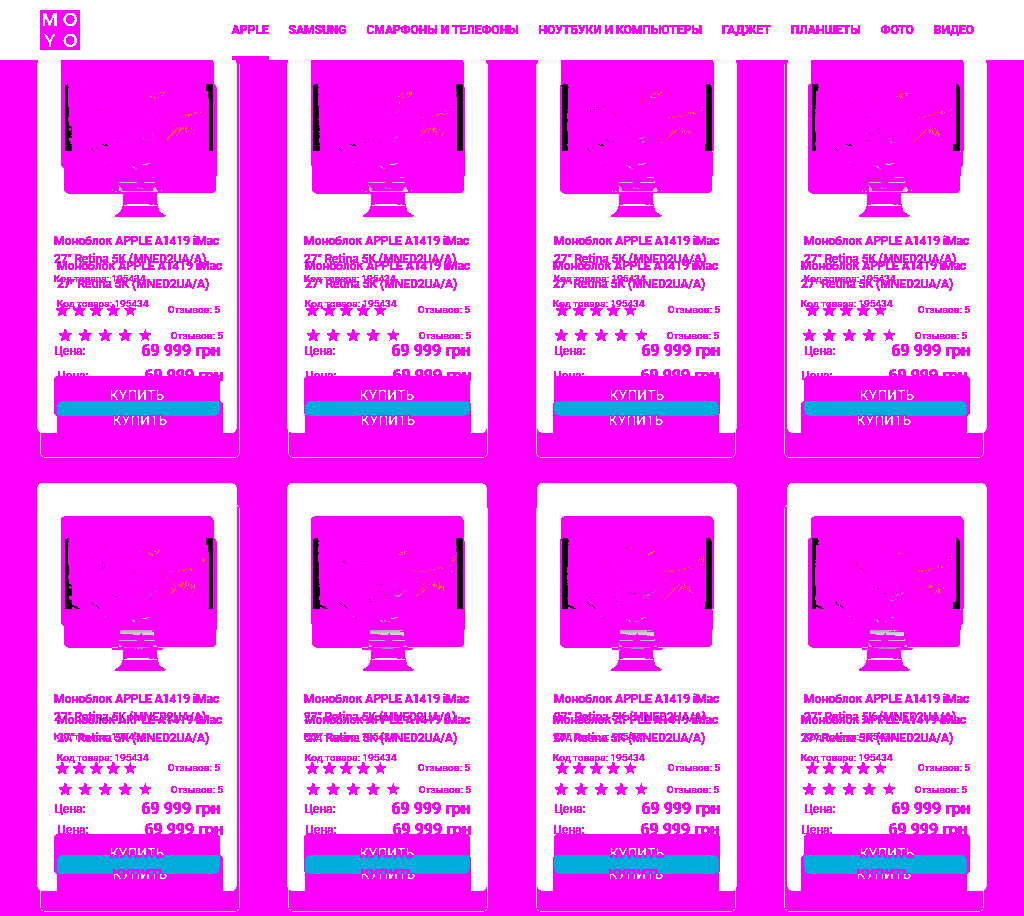 MO
YO
APPLE SAMSUNG СМАРФОНЫ И ТЕЛЕФОНЫ НОУТБУКИ И КОМПЬЮТЕРЫ ГАДЖЕТ ПЛАНШЕТЫ ФОТО ВИДЕО
Моноблок APPLE A1419 iMac Моноблок APPLE A1419 iMac Моноблок APPLE A1419 iMac Моноблок APPLE A1419 iMac
27" Retina 5K (MNED2UA/A) 27" Retina 5K (MNED2UA/A) 27" Retina 5K (MNED2UA/A) 27" Retina 5K (MNED2UA/A)
Моноблок APPLE A1419 iMac Моноблок APPLE A1419 iMac Моноблок APPLE A1419 iMac Моноблок APPLE A1419 iMac
Код товара: 195434 Код товара: 195434 Код товара: 195434 Код товара: 195434
27" Retina 5K (MNED2UA/A) 27" Retina 5K (MNED2UA/A) 27" Retina 5K (MNED2UA/A) 27" Retina 5K (MNED2UA/A)
Код товара: 195434 Код товара: 195434 Код товара: 195434 Код товара: 195434
Отзывов: 5 Отзывов: 5 Отзывов: 5 Отзывов: 5
Отзывов: 5 Отзывов: 5 Отзывов: 5 Отзывов: 5
Цена: 69 999 грн Цена: 69 999 грн Цена: 69 999 грн Цена: 69 999 грн
Цена: 69 999 грн Цена: 69 999 грн Цена: 69 999 грн Цена: 69 999 грн
КУПИТЬ КУПИТЬ КУПИТЬ КУПИТЬ
КУПИТЬ КУПИТЬ КУПИТЬ КУПИТЬ
Моноблок APPLE A1419 iMac Моноблок APPLE A1419 iMac Моноблок APPLE A1419 iMac Моноблок APPLE A1419 iMac
27" Retina 5K (MNED2UA/A) 27" Retina 5K (MNED2UA/A) 27" Retina 5K (MNED2UA/A) 27" Retina 5K (MNED2UA/A)
Моноблок APPLE A1419 iMac Моноблок APPLE A1419 iMac Моноблок APPLE A1419 iMac Моноблок APPLE A1419 iMac
27" Retina 5K (MNED2UA/A) 27" Retina 5K (MNED2UA/A) 27" Retina 5K (MNED2UA/A) 27" Retina 5K (MNED2UA/A)
Код товара: 195434 Код товара: 195434 Код товара: 195434 Код товара: 195434
Отзывов: 5 Отзывов: 5 Отзывов: 5 Отзывов: 5
Отзывов: 5 Отзывов: 5 Отзывов: 5 Отзывов: 5
Цена: 69 999 грн Цена: 69 999 грн Цена: 69 999 грн Цена: 69 999 грн
Цена: 69 999 грн Цена: 69 999 грн Цена: 69 999 грн Цена: 69 999 грн
КУПИТЬ КУПИТЬ КУПИТЬ КУПИТЬ
КУПИТЬ КУПИТЬ КУПИТЬ КУПИТЬ